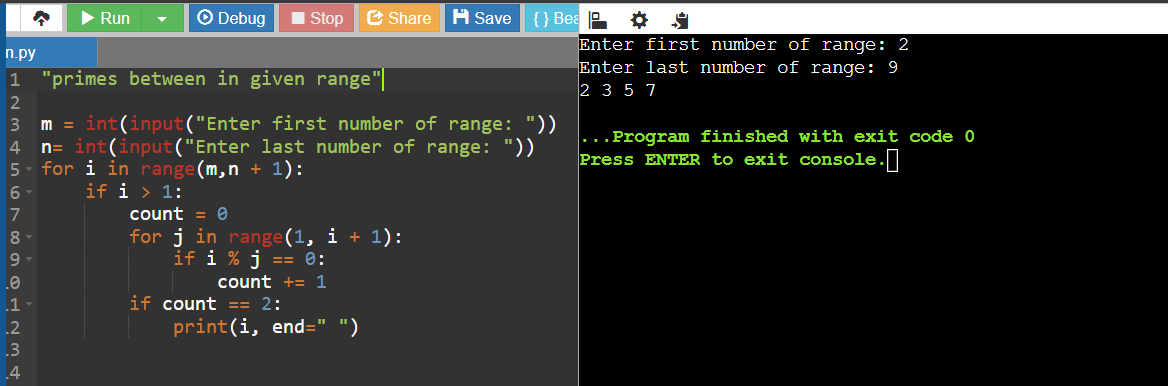 Run Debug Stop Share Save { } Bea
n.py
1 "primes between in given range"
2
3 m = int(input("Enter first number of range: "))
4 n= int(input("Enter last number of range: "))
5 for i in range(m,n + 1):
6 if i > 1:
7 count = 0
8 for j in range(1, i + 1):
9 if i % j == 0:
.0 count += 1
.1 if count == 2:
.2 print(i, end=" ")
.3
.4
Enter first number of range: 2
Enter last number of range: 9
2 3 5 7
...Program finished with exit code 0
Press ENTER to exit console.